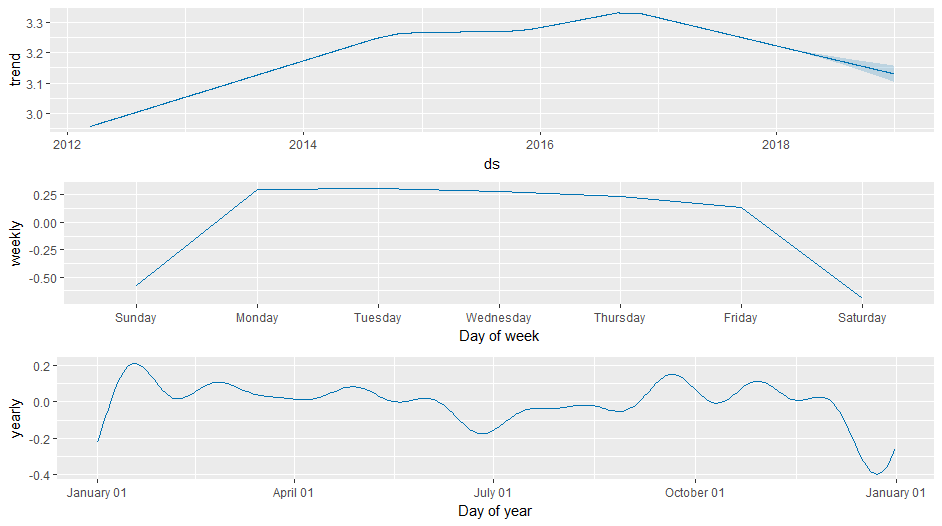 3.3
3.2
3.1
3.0
trend
2012 2014 2016 2018
ds
0.25
0.00
-0.25
-0.50
weekly
Sunday Monday Tuesday Wednesday Thursday Friday Saturday
Day of week
0.2
0.0
-0.2
-0.4
yearly
January 01 April 01 July 01 October 01 January 01
Day of year